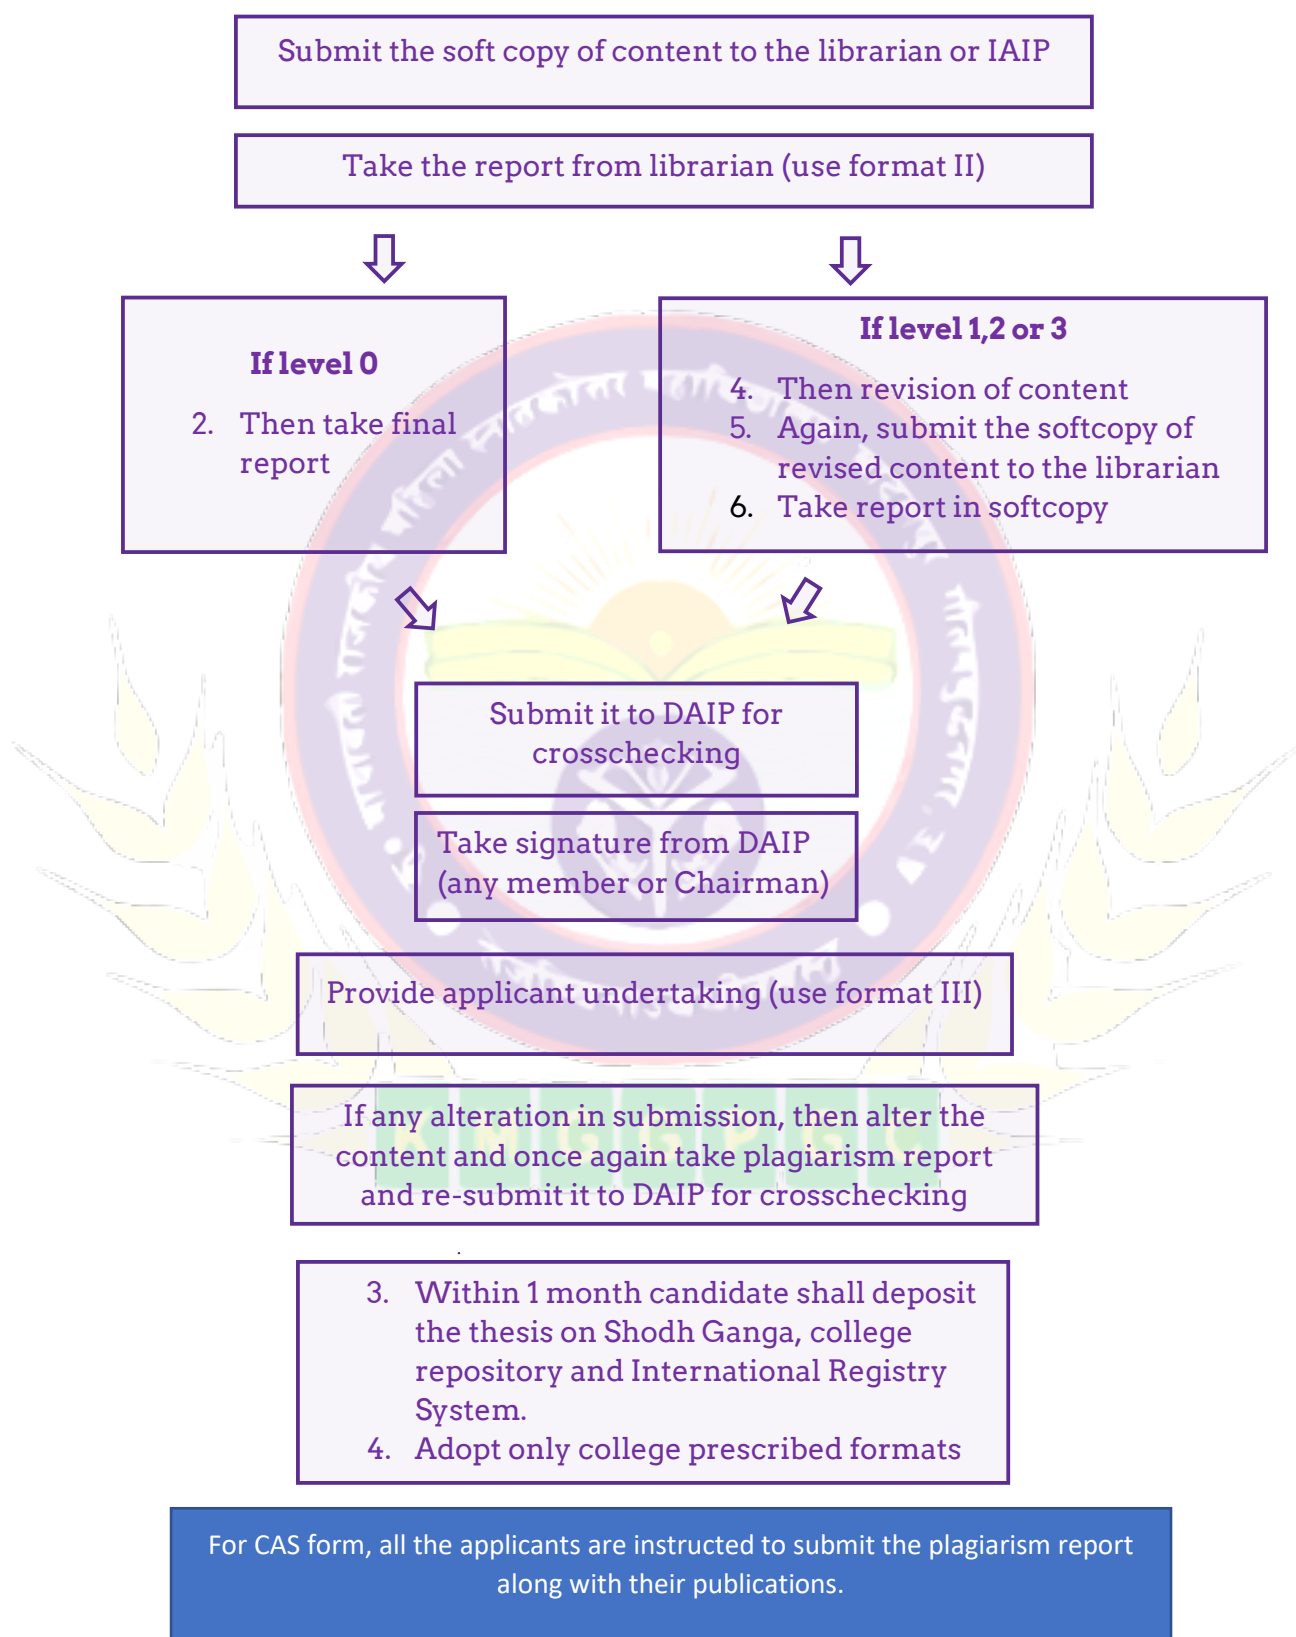 Submit the soft copy of content to the librarian or IAIP
Take the report from librarian (use format II)
If level 0
2. Then take final
report
If level 1,2 or 3
4. Then revision of content
5. Again, submit the softcopy of
revised content to the librarian
6. Take report in softcopy
Submit it to DAIP for
crosschecking
Take signature from DAIP
(any member or Chairman)
Provide applicant undertaking (use format III)
If any alteration in submission, then alter the
content and once again take plagiarism report
and re-submit it to DAIP for crosschecking
K M G G P G C
3. Within 1 month candidate shall deposit
the thesis on Shodh Ganga, college
repository and International Registry
System.
4. Adopt only college prescribed formats
For CAS form, all the applicants are instructed to submit the plagiarism report
along with their publications.